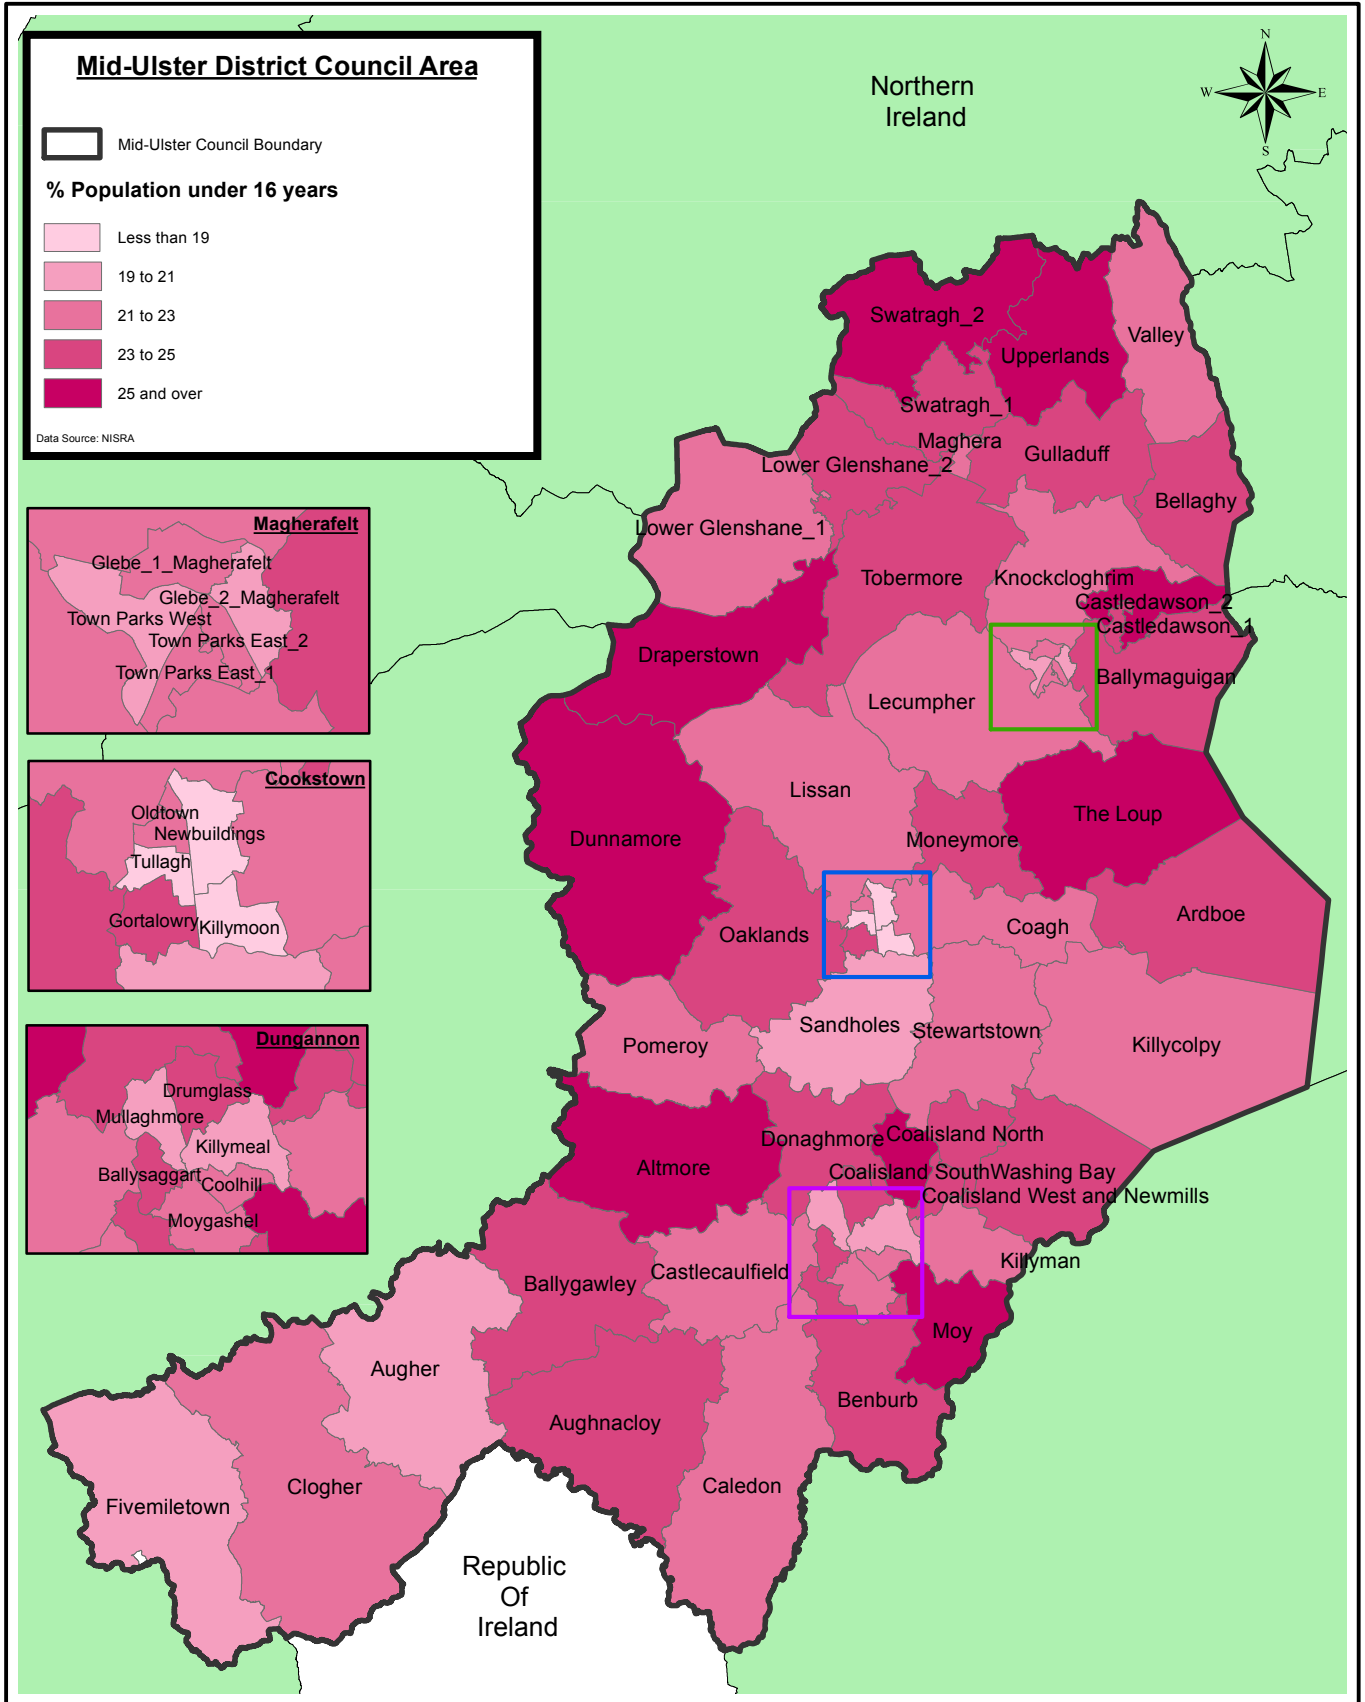 Mid-Ulster District Council Area
Mid-Ulster Council Boundary
% Population under 16 years
Less than 19
19 to 21
21 to 23
23 to 25
25 and over
Data Source: NISRA
Northern
Ireland
N
W
E
S
Swatragh_2
Upperlands
Valley
Swatragh_1
Maghera
Gulladuff
Lower Glenshane_2
Bellaghy
Lower Glenshane_1
Tobermore
Knockcloghrim
Castledawson_2
Castledawson_1
Draperstown
Ballymaguigan
Lecumpher
Lissan
The Loup
Dunnamore
Moneymore
Ardboe
Oaklands
Coagh
Sandholes
Stewartstown
Pomeroy
Killycolpy
Donaghmore
Coalisland North
Altmore
Coalisland South
Washing Bay
Coalisland West and Newmills
Killyman
Castlecaulfield
Ballygawley
Moy
Augher
Benburb
Aughnacloy
Caledon
Clogher
Fivemiletown
Republic
Of
Ireland
Magherafelt
Glebe_1_Magherafelt
Glebe_2_Magherafelt
Town Parks West
Town Parks East_2
Town Parks East_1
Cookstown
Oldtown
Newbuildings
Tullagh
Gortalowry
Killymoon
Dungannon
Drumglass
Mullaghmore
Killymeal
Ballysaggart
Coolhill
Moygashel